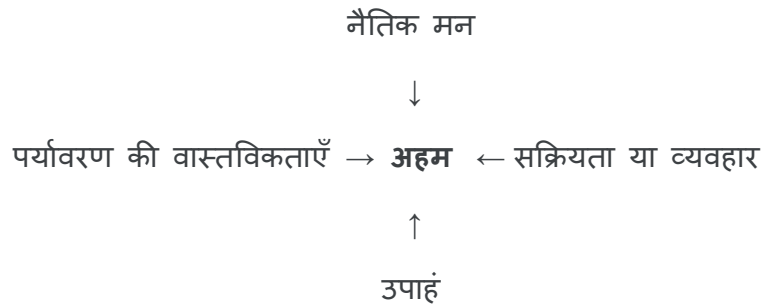 नैतिक मन
↓
पर्यावरण की वास्तविकताएँ → अहम ← सक्रियता या व्यवहार
↑
उपाहं